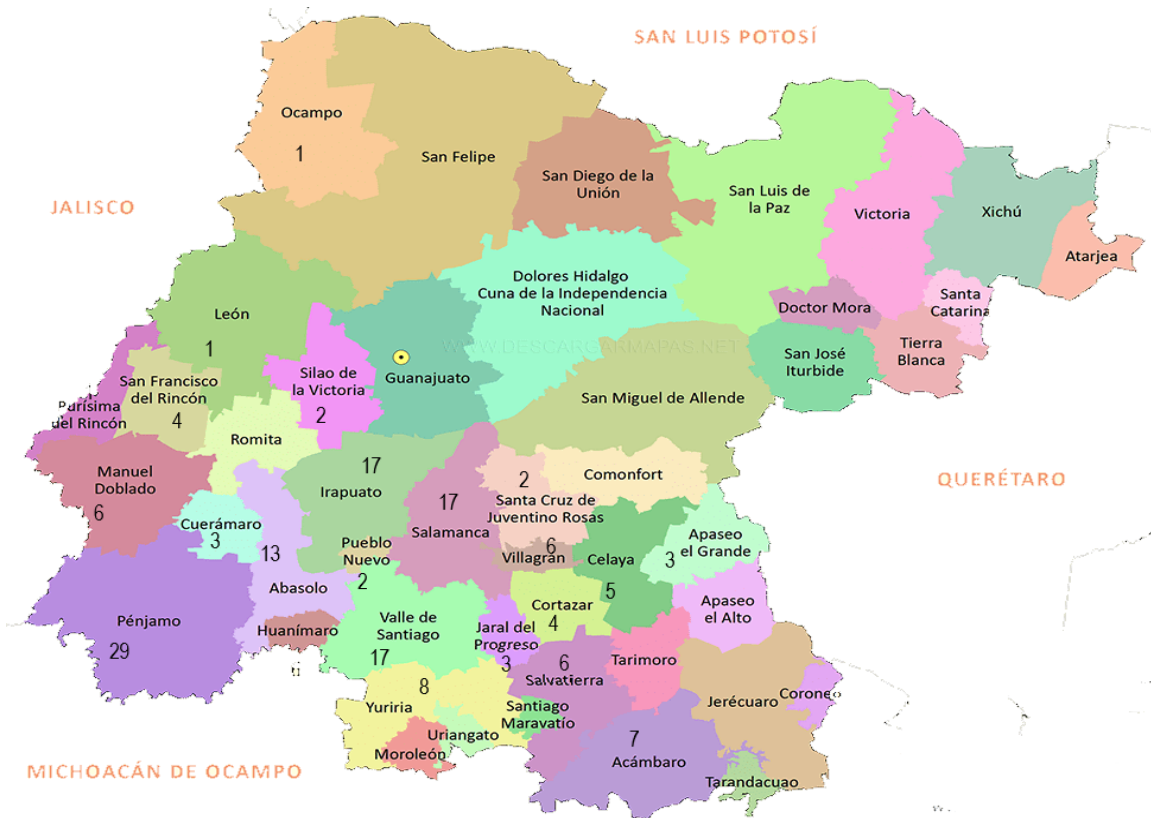 SAN LUIS POTOSÍ
Ocampo
1
San Felipe
San Diego de la
Unión
San Luis de
la Paz
Victoria
Xichú
Atarjea
JALISCO
Dolores Hidalgo
Cuna de la Independencia
Nacional
León
1
Doctor Mora
Santa
Catarina
WWW.DESCARGARMAPAS.NET
Guanajuato
Silao de
la Victoria
2
San José
Iturbide
Tierra
Blanca
San Francisco
del Rincón
4
Purísima
del Rincón
San Miguel de Allende
Romita
Manuel
Doblado
6
17
Irapuato
17
Salamanca
2
Santa Cruz de
Juventino Rosas
Comonfort
QUERÉTARO
Cuerámaro
3
13
Abasolo
Pueblo
Nuevo
2
6
Villagrán
Celaya
5
Apaseo
el Grande
3
Pénjamo
29
Huanímaro
Valle de
Santiago
17
Jaral del
Progreso
3
Cortazar
4
Apaseo
el Alto
6
Salvatierra
Tarimoro
8
Yuriria
Santiago
Maravatío
Jerécuaro
Coroneo
Uriangato
Moroleón
7
Acámbaro
Tarandacuao
MICHOACÁN DE OCAMPO